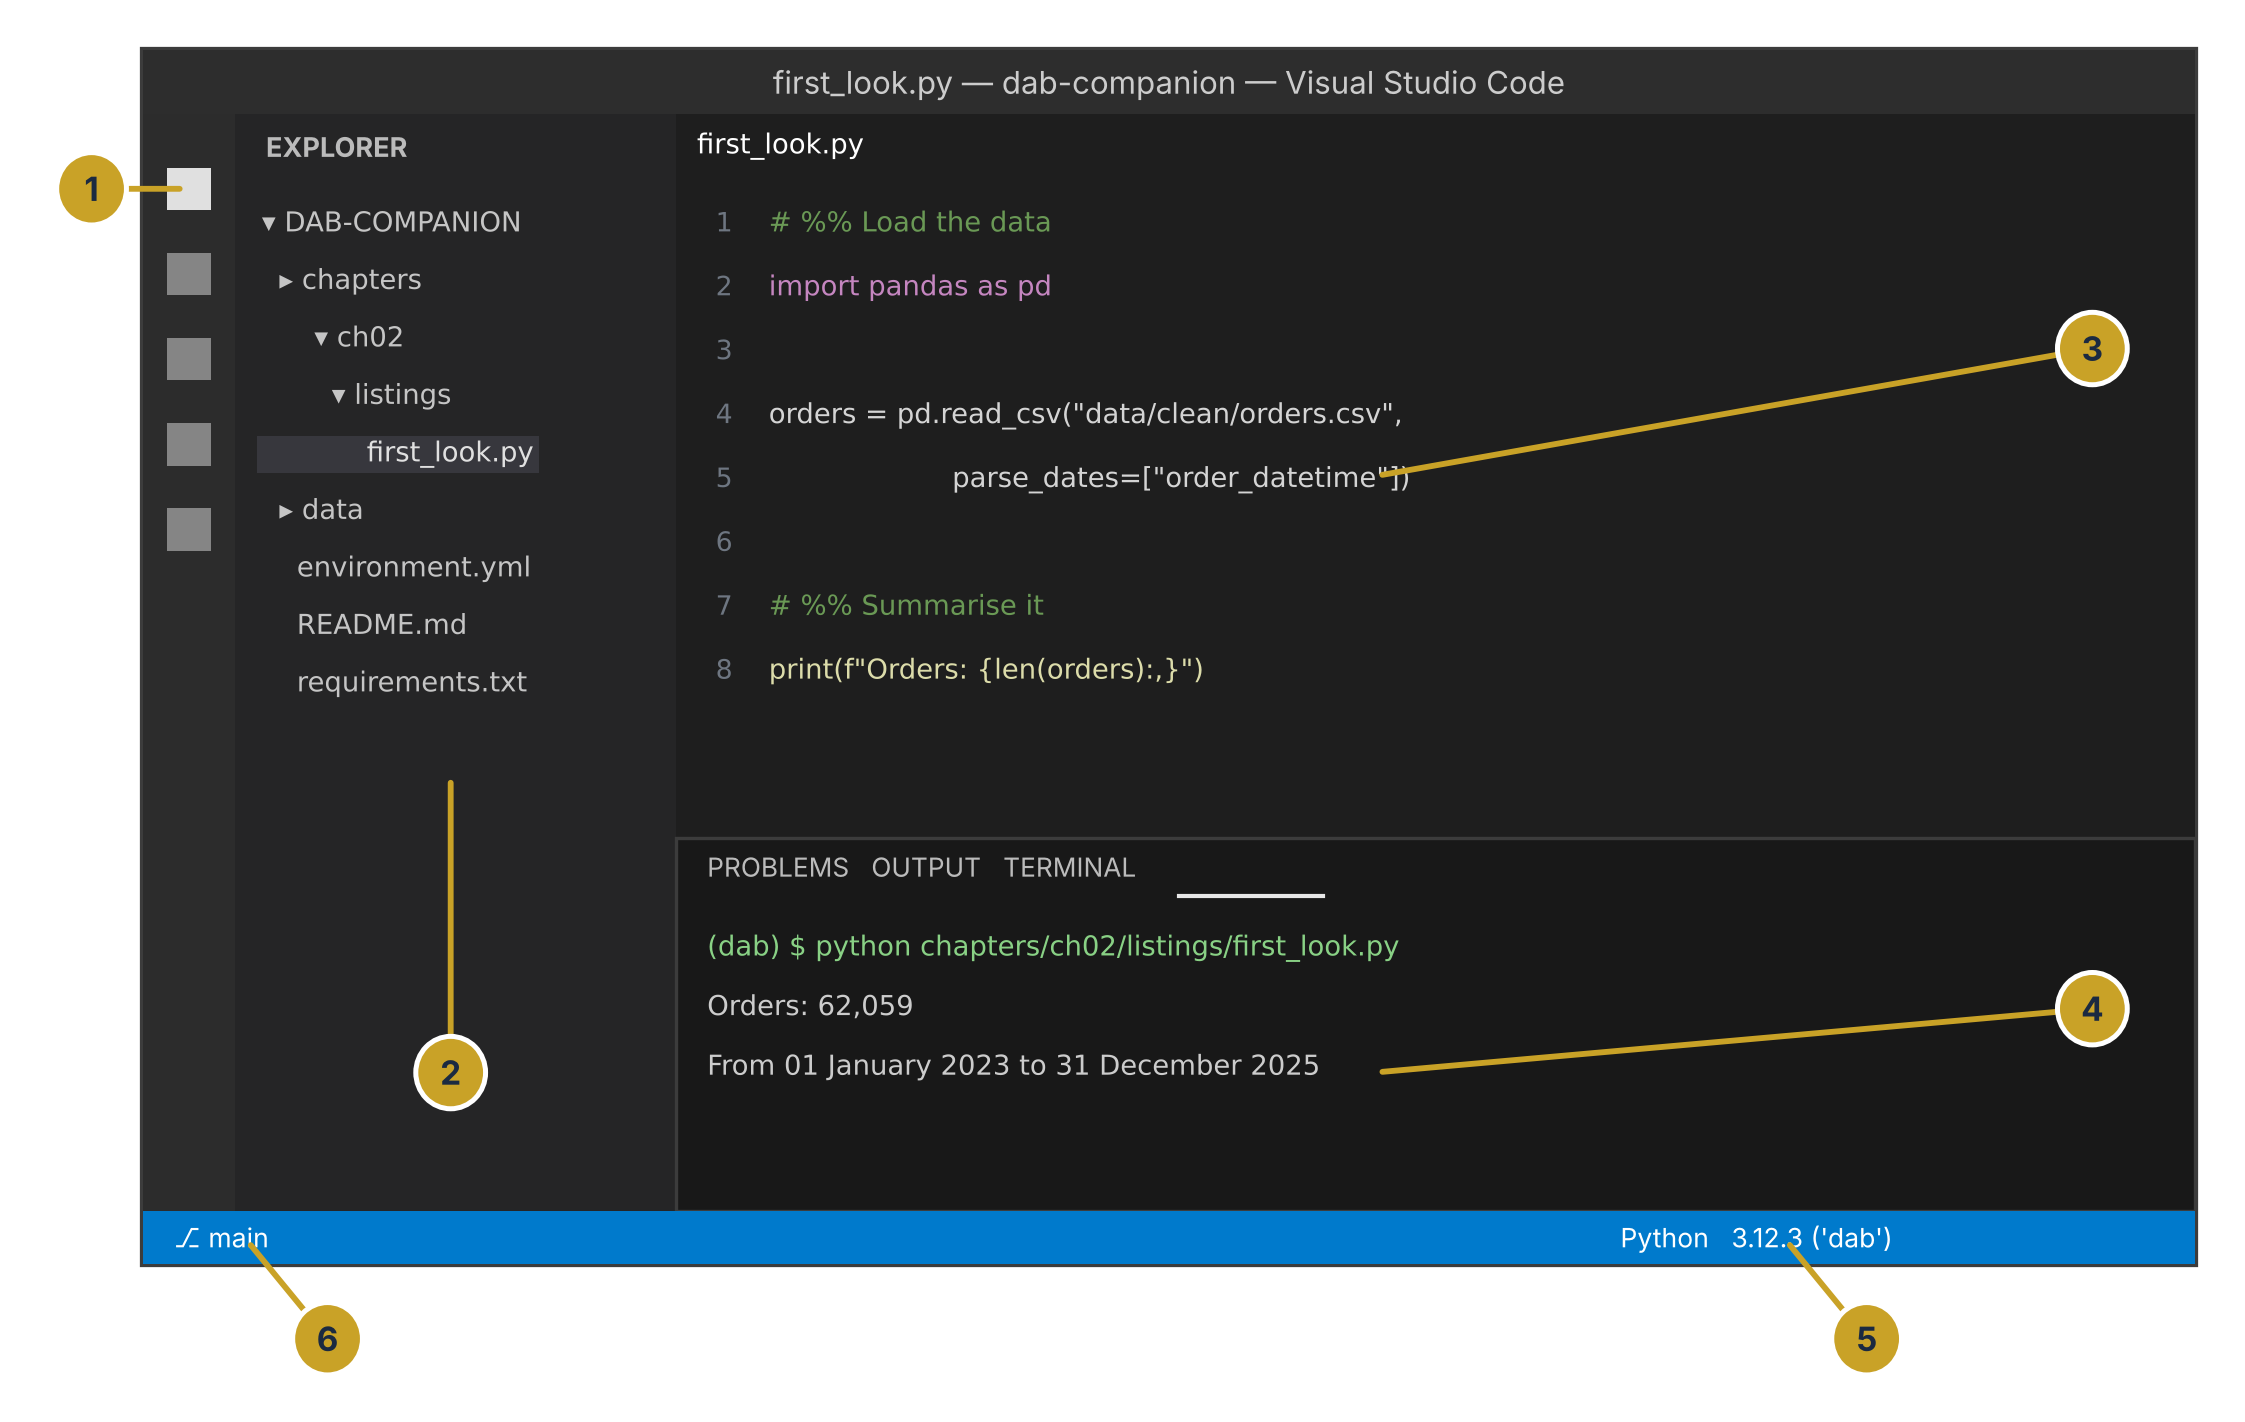 first_look.py — dab-companion — Visual Studio Code
EXPLORER
▾ DAB-COMPANION
▸ chapters
▾ ch02
▾ listings
first_look.py
▸ data
environment.yml
README.md
requirements.txt
first_look.py
1 # %% Load the data
2 import pandas as pd
3
4 orders = pd.read_csv("data/clean/orders.csv",
5 parse_dates=["order_datetime"])
6
7 # %% Summarise it
8 print(f"Orders: {len(orders):,}")
PROBLEMS OUTPUT TERMINAL
(dab) $ python chapters/ch02/listings/first_look.py
Orders: 62,059
From 01 January 2023 to 31 December 2025
⎇ main
Python 3.12.3 ('dab')
1
2
3
4
5
6